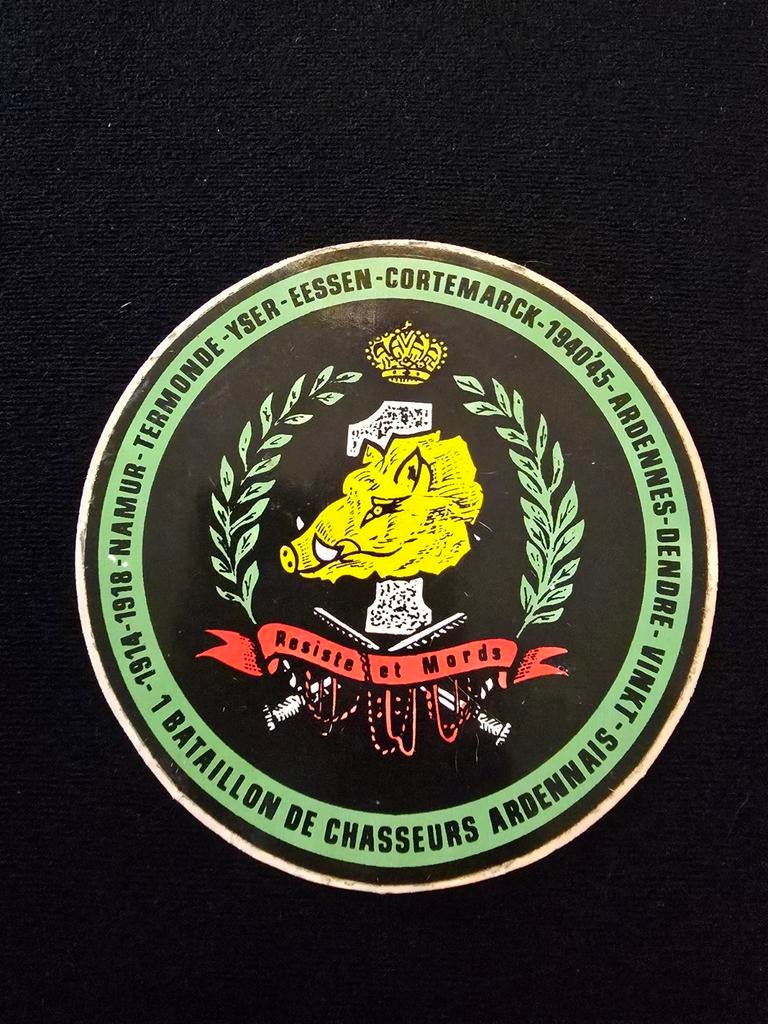 1 BATAILLON DE CHASSEURS ARDENNAIS
-1914-1918-NAMUR-TERMONDE-YSER-EESSEN-CORTEMARCK-1940'45-ARDENNES-DENDRE-VINKT-
1
Resiste et Mords